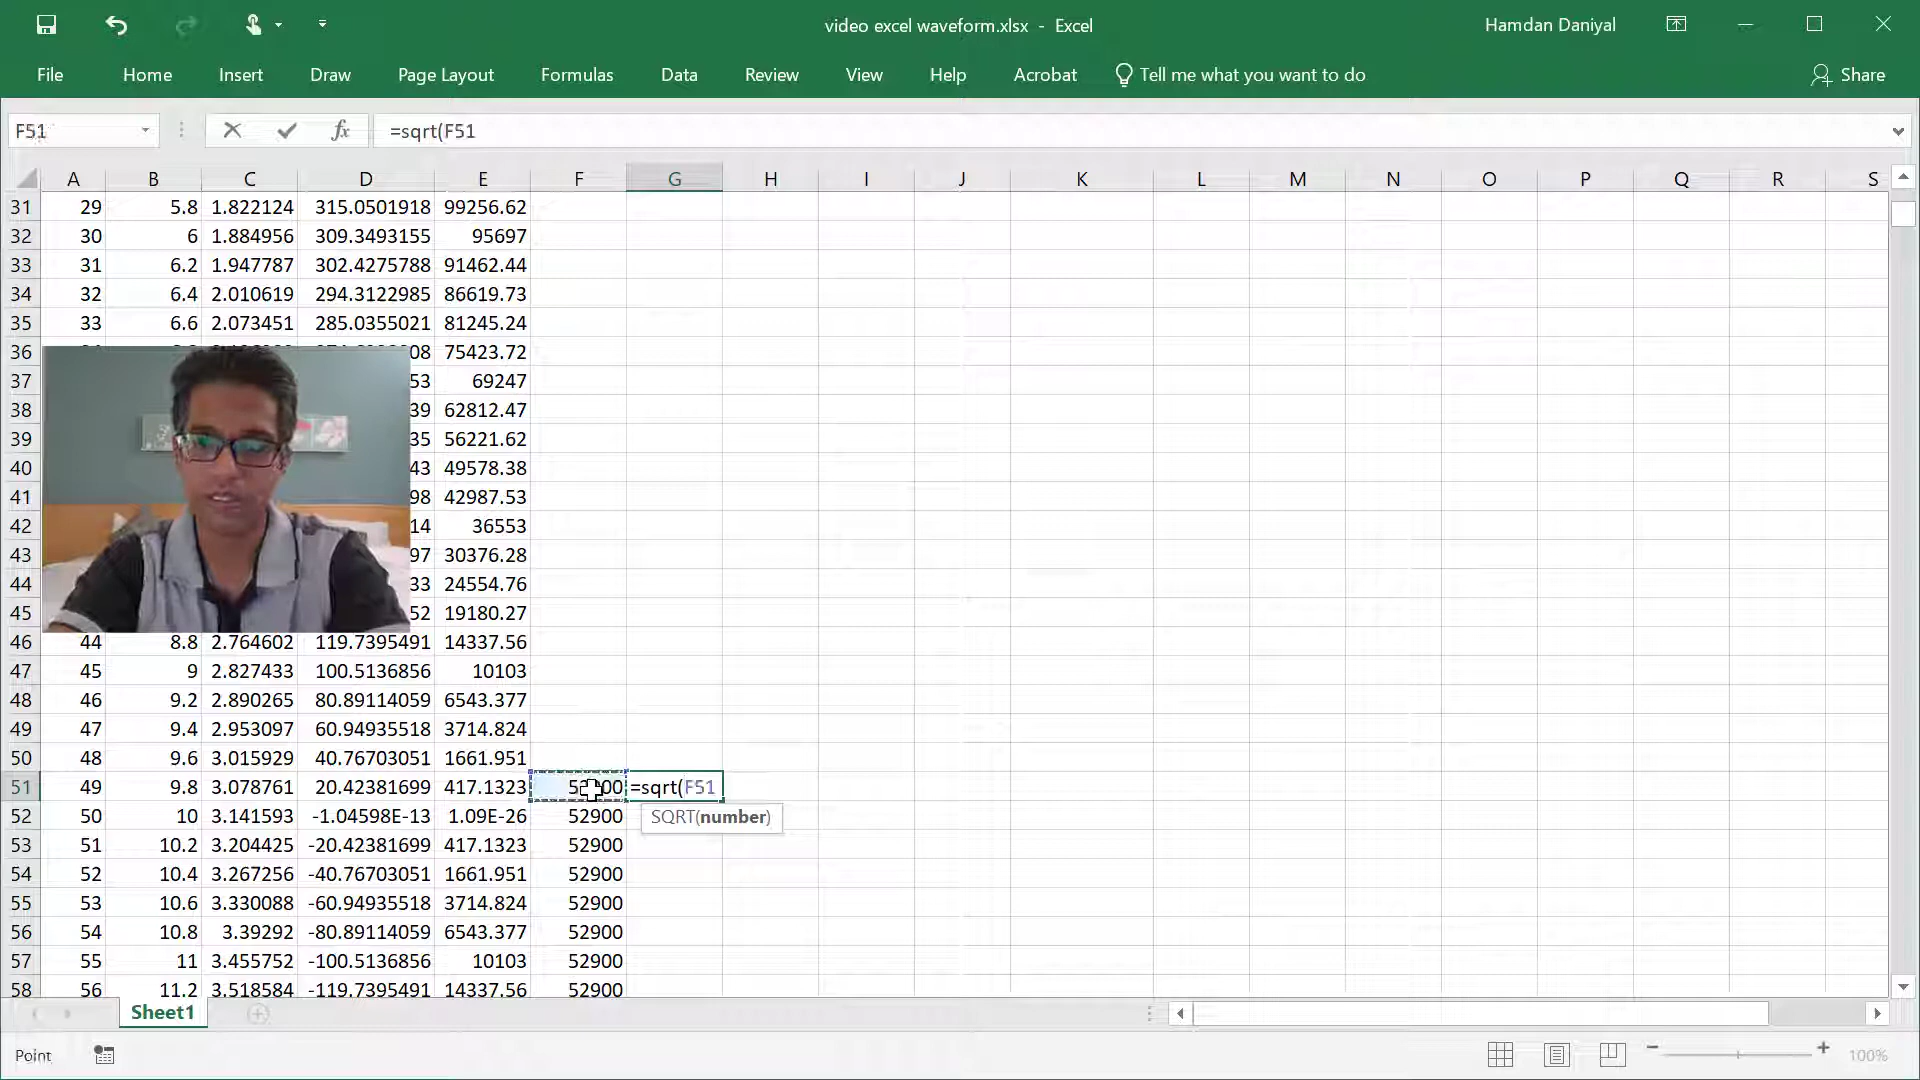 video excel waveform.xlsx - Excel
Hamdan Daniyal
File Home Insert Draw Page Layout Formulas Data Review View Help Acrobat Tell me what you want to do Share
F51 fx =sqrt(F51
A B C D E F G H I J K L M N O P Q R S
31 29 5.8 1.822124 315.0501918 99256.62
32 30 6 1.884956 309.3493155 95697
33 31 6.2 1.947787 302.4275788 91462.44
34 32 6.4 2.010619 294.3122985 86619.73
35 33 6.6 2.073451 285.0355021 81245.24
36 08 75423.72
37 53 69247
38 39 62812.47
39 35 56221.62
40 43 49578.38
41 98 42987.53
42 14 36553
43 97 30376.28
44 33 24554.76
45 52 19180.27
46 44 8.8 2.764602 119.7395491 14337.56
47 45 9 2.827433 100.5136856 10103
48 46 9.2 2.890265 80.89114059 6543.377
49 47 9.4 2.953097 60.94935518 3714.824
50 48 9.6 3.015929 40.76703051 1661.951
51 49 9.8 3.078761 20.42381699 417.1323 52900 =sqrt(F51
52 50 10 3.141593 -1.04598E-13 1.09E-26 52900 SQRT(number)
53 51 10.2 3.204425 -20.42381699 417.1323 52900
54 52 10.4 3.267256 -40.76703051 1661.951 52900
55 53 10.6 3.330088 -60.94935518 3714.824 52900
56 54 10.8 3.39292 -80.89114059 6543.377 52900
57 55 11 3.455752 -100.5136856 10103 52900
58 56 11.2 3.518584 -119.7395491 14337.56 52900
Sheet1
Point 100%